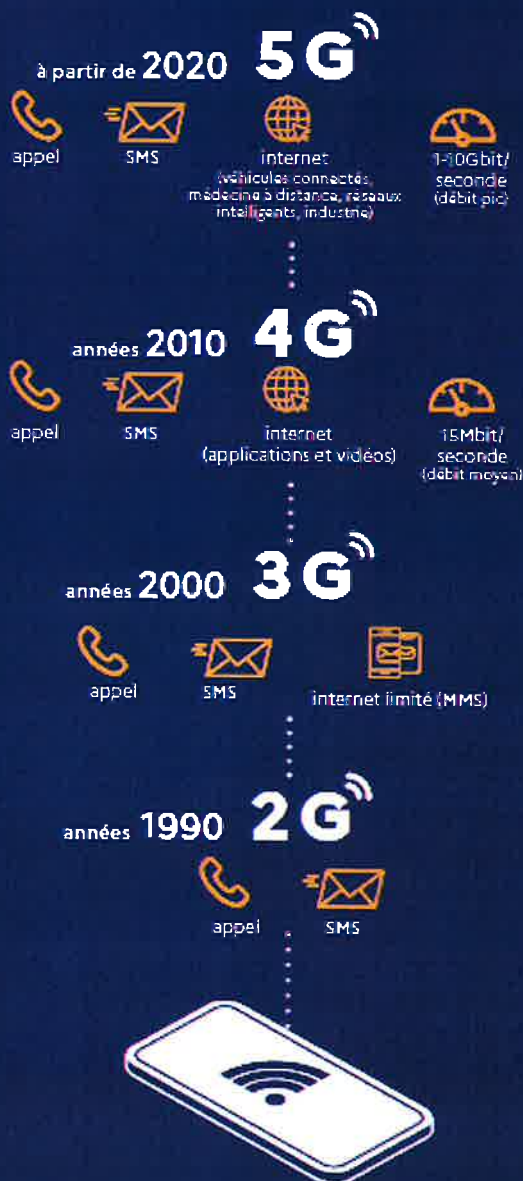 à partir de 2020 5G
appel
SMS
internet
(véhicules connectés,
médecine à distance, réseaux
intelligents, industrie)
1-10Gbit/
seconde
(débit pic)
années 2010 4G
appel
SMS
internet
(applications et vidéos)
15Mbit/
seconde
(débit moyen)
années 2000 3G
appel
SMS
internet limité (MMS)
années 1990 2G
appel
SMS